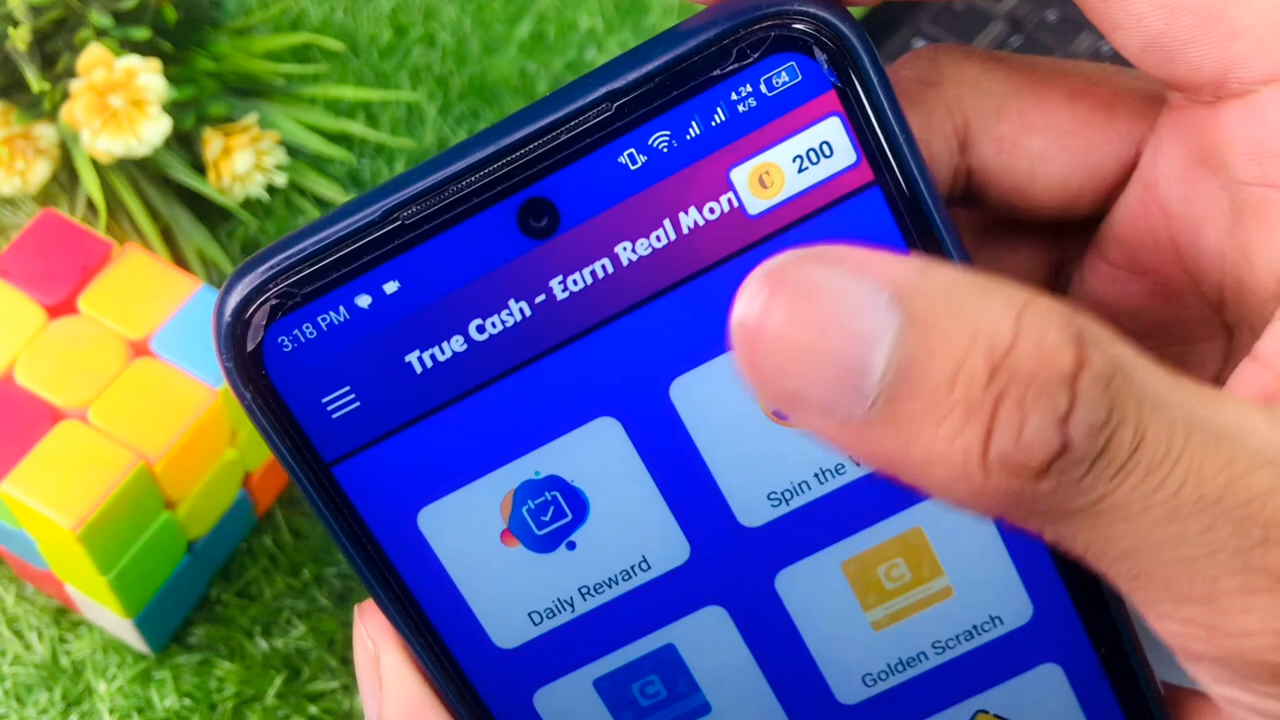 3:18 PM
4.24
K/S
64
True Cash - Earn Real Mon
C 200
Daily Reward
Spin the
C
Golden Scratch
C